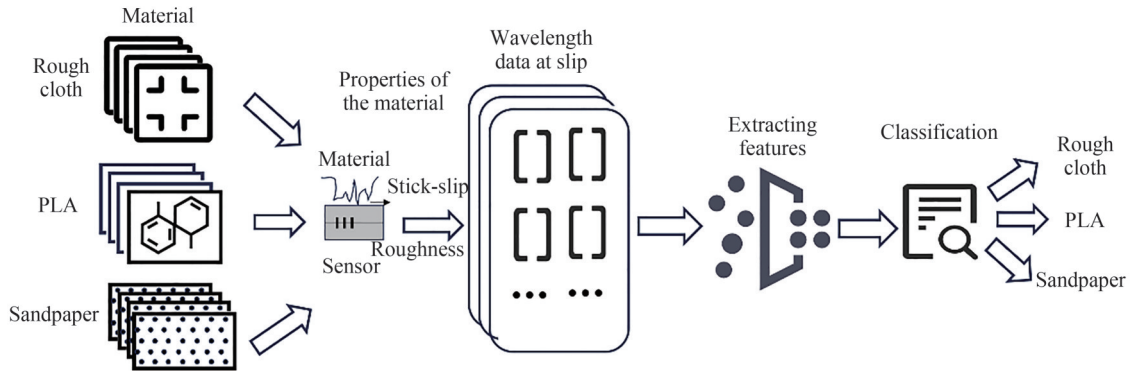 Material
Rough
cloth
PLA
Sandpaper
Properties of
the material
Material
Stick-slip
Roughness
Sensor
Wavelength
data at slip
Extracting
features
Classification
Rough
cloth
PLA
Sandpaper